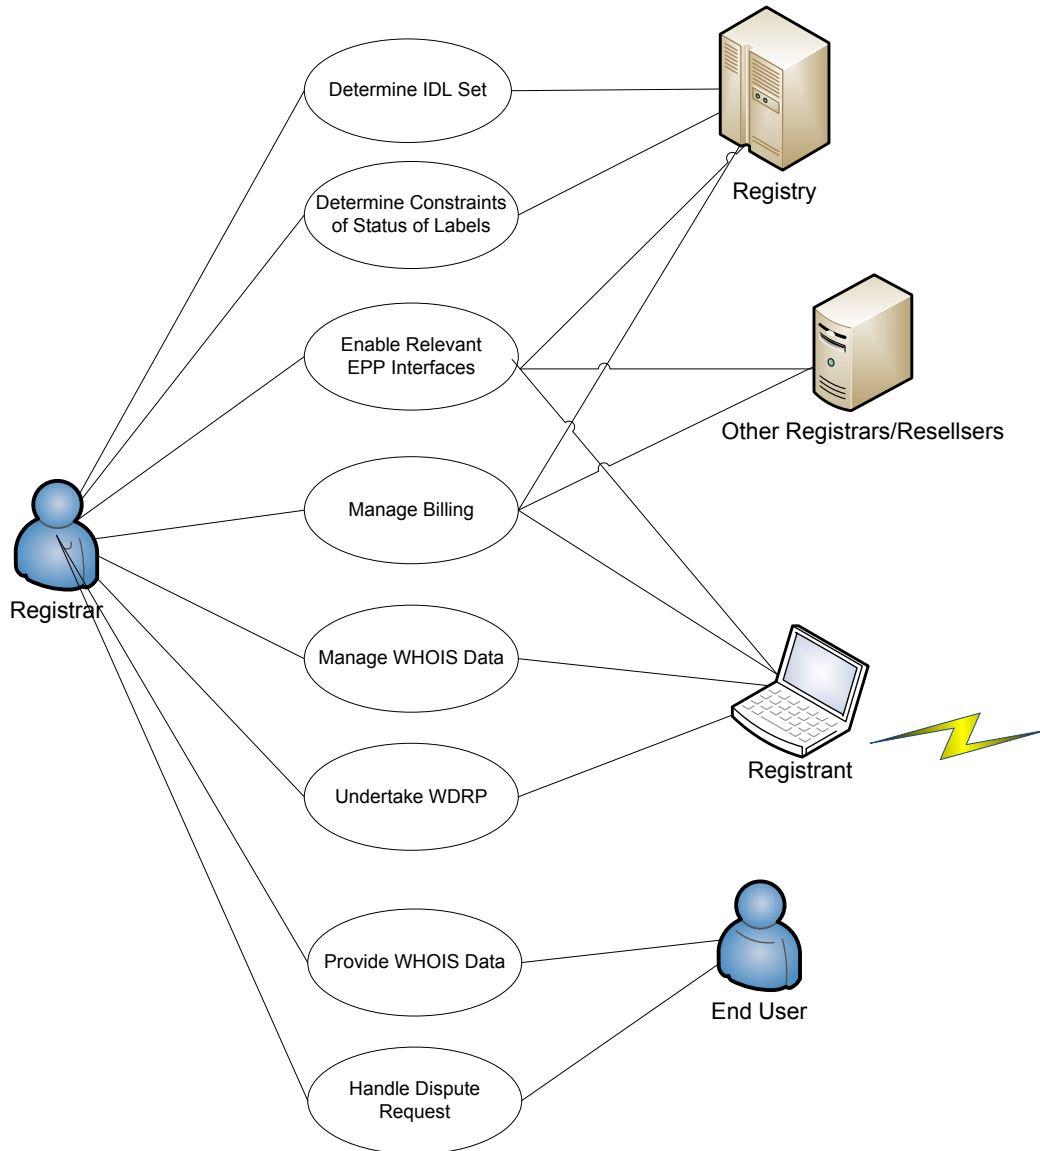 Determine IDL Set
Registry
Determine Constraints
of Status of Labels
Enable Relevant
EPP Interfaces
Other Registrars/Resellsers
Manage Billing
Registrar
Manage WHOIS Data
Registrant
Undertake WDRP
Provide WHOIS Data
End User
Handle Dispute
Request